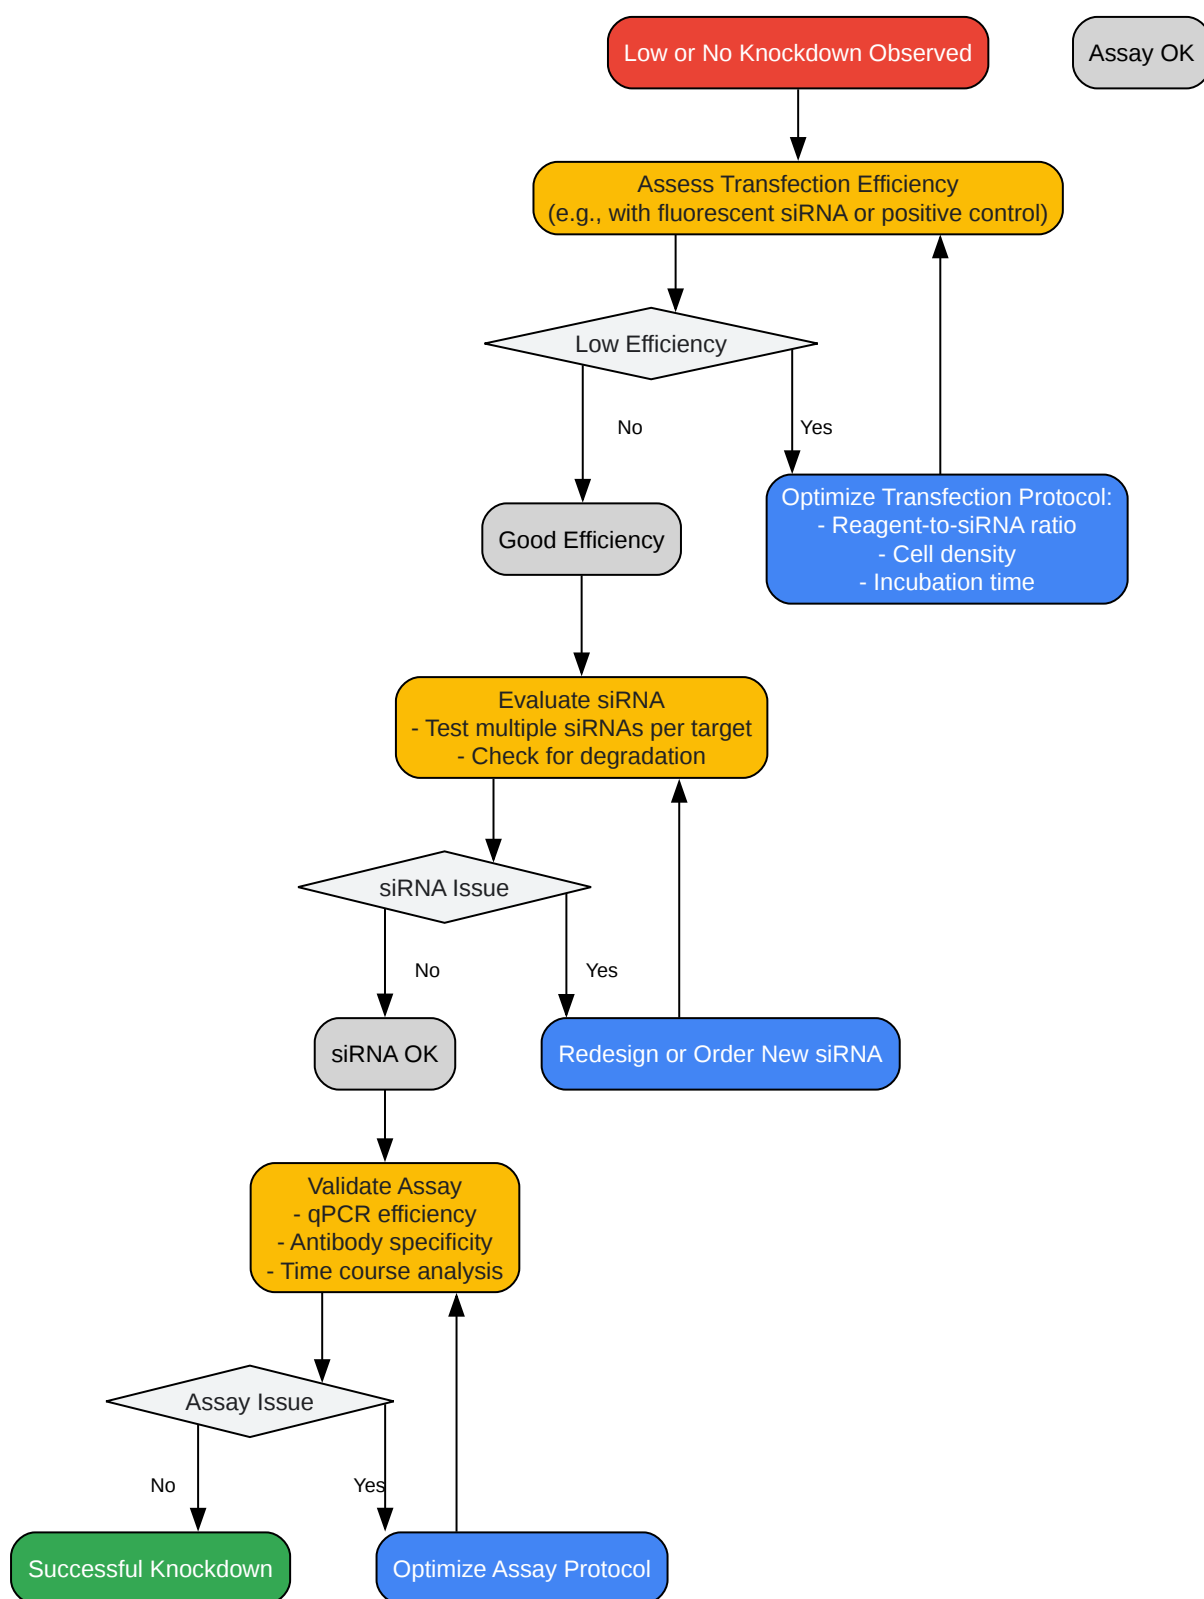 Low or No Knockdown Observed
Assay OK
Assess Transfection Efficiency
(e.g., with fluorescent siRNA or positive control)
Low Efficiency
No
Yes
Optimize Transfection Protocol:
- Reagent-to-siRNA ratio
- Cell density
- Incubation time
Good Efficiency
Evaluate siRNA
- Test multiple siRNAs per target
- Check for degradation
siRNA Issue
No
Yes
siRNA OK
Redesign or Order New siRNA
Validate Assay
- qPCR efficiency
- Antibody specificity
- Time course analysis
Assay Issue
No
Yes
Successful Knockdown
Optimize Assay Protocol